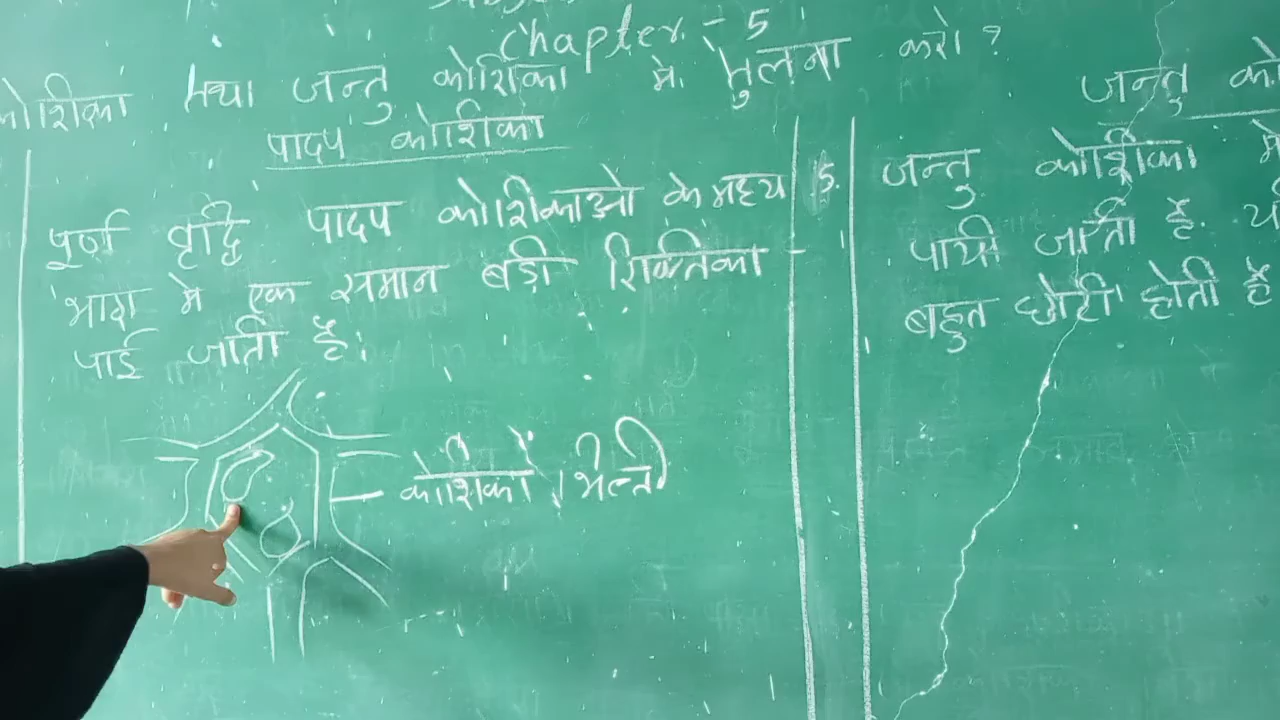 Chapter - 5
कोशिका तथा जन्तु कोशिका मे तुलना करो ?
पादप कोशिका
पूर्ण वृद्धि पादप कोशिकाओ के मध्य
भाग मे एक समान बड़ी रिक्तिका
पाई जाती है।
कोशिका भित्ती
जन्तु को
5. जन्तु कोशिका मे
पायी जाती है.
बहुत छोटी होती है